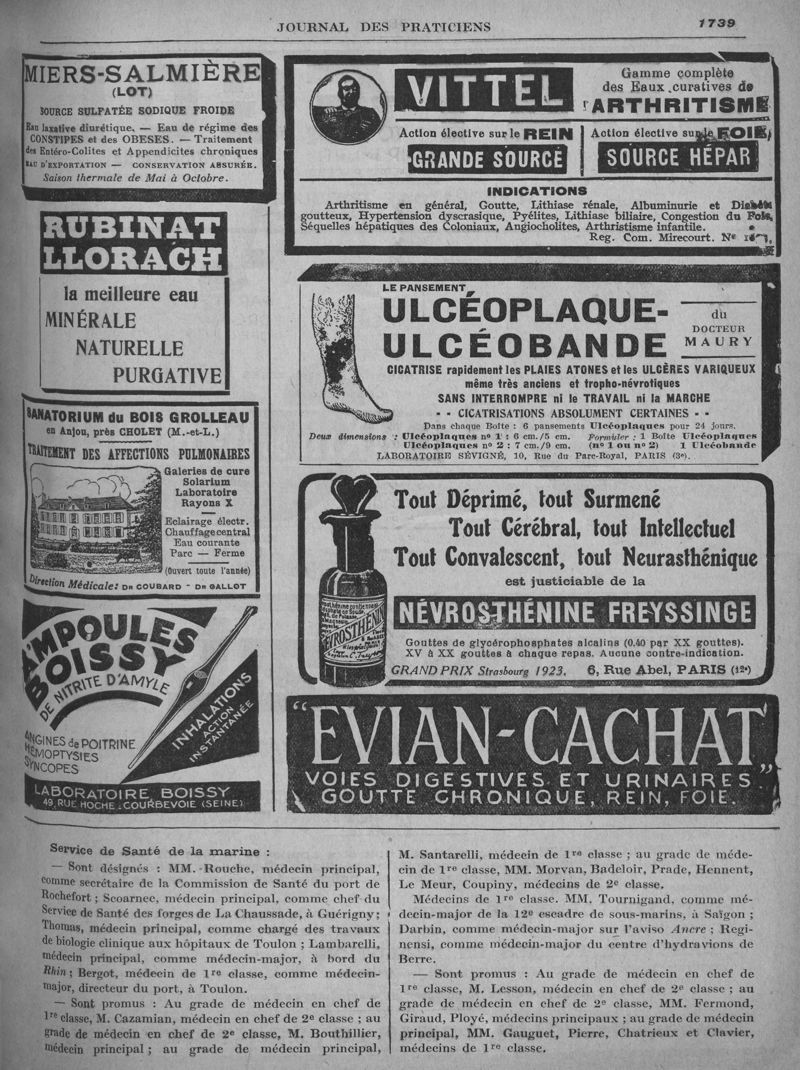 JOURNAL DES PRATICIENS
1739
MIERS-SALMIÈRE
(LOT)
SOURCE SULFATÉE SODIQUE FROIDE
Eau laxative diurétique. — Eau de régime des
CONSTIPES et des OBESES. — Traitement
des Entéro-Colites et Appendicites chroniques
EAU D'EXPORTATION — CONSERVATION ASSURÉE.
Saison thermale de Mai à Octobre.
RUBINAT
LLORACH
la meilleure eau
MINÉRALE
NATURELLE
PURGATIVE
SANATORIUM du BOIS GROLLEAU
en Anjou, près CHOLET (M.-et-L.)
TRAITEMENT DES AFFECTIONS PULMONAIRES
Galeries de cure
Solarium
Laboratoire
Rayons X
Eclairage électr.
Chauffage central
Eau courante
Parc — Ferme
(Ouvert toute l'année)
Direction Médicale: DR COUBARD - DR GALLOT
AMPOULES
BOISSY
DE NITRITE D'AMYLE
INHALATIONS
ACTION
INSTANTANÉE
ANGINES de POITRINE
HÉMOPTYSIES
SYNCOPES
LABORATOIRE BOISSY
49, RUE HOCHE. COURBEVOIE (SEINE)
VITTEL
Gamme complète
des Eaux curatives de
l'ARTHRITISME
Action élective sur le REIN
GRANDE SOURCE
Action élective sur le FOIE,
SOURCE HÉPAR
INDICATIONS
Arthritisme en général, Goutte, Lithiase rénale, Albuminurie et Diabète
goutteux, Hypertension dyscrasique, Pyélites, Lithiase biliaire, Congestion du Foie,
Séquelles hépatiques des Coloniaux, Angiocholites, Arthristisme infantile.
Reg. Com. Mirecourt. Nº
LE PANSEMENT
ULCÉOPLAQUE-
ULCÉOBANDE
du
DOCTEUR
MAURY
CICATRISE rapidement les PLAIES ATONES et les ULCÈRES VARIQUEUX
même très anciens et tropho-névrotiques
SANS INTERROMPRE ni le TRAVAIL ni la MARCHE
- - CICATRISATIONS ABSOLUMENT CERTAINES - -
Dans chaque Boîte : 6 pansements Ulcéoplaques pour 24 jours.
Deux dimensions : Ulcéoplaques nº 1 : 6 cm./5 cm. Formuler : 1 Boîte Ulcéoplaques
Ulcéoplaques nº 2 : 7 cm./9 cm. (nº 1 ou nº 2) 1 Ulcéobande
LABORATOIRE SÉVIGNÉ, 10, Rue du Parc-Royal, PARIS (3e).
Tout Déprimé, tout Surmené
Tout Cérébral, tout Intellectuel
Tout Convalescent, tout Neurasthénique
est justiciable de la
NÉVROSTHÉNINE FREYSSINGE
Gouttes de glycérophosphates alcalins (0.40 par XX gouttes).
XV à XX gouttes à chaque repas. Aucune contre-indication.
GRAND PRIX Strasbourg 1923. 6, Rue Abel, PARIS (12e)
"EVIAN-CACHAT"
VOIES DIGESTIVES ET URINAIRES
GOUTTE CHRONIQUE, REIN, FOIE.
Service de Santé de la marine :
— Sont désignés : MM. Rouche, médecin principal,
comme secrétaire de la Commission de Santé du port de
Rochefort ; Scoarnec, médecin principal, comme chef du
Service de Santé des forges de La Chaussade, à Guérigny ;
Thomas, médecin principal, comme chargé des travaux
de biologie clinique aux hôpitaux de Toulon ; Lambarelli,
médecin principal, comme médecin-major, à bord du
Rhin ; Bergot, médecin de 1re classe, comme médecin-
major, directeur du port, à Toulon.
— Sont promus : Au grade de médecin en chef de
1re classe, M. Cazamian, médecin en chef de 2e classe ; au
grade de médecin en chef de 2e classe, M. Bouthillier,
médecin principal ; au grade de médecin principal,
M. Santarelli, médecin de 1re classe ; au grade de méde-
cin de 1re classe, MM. Morvan, Badeloir, Prade, Hennent,
Le Meur, Coupiny, médecins de 2e classe.
Médecins de 1re classe. MM. Tournigand, comme mé-
decin-major de la 12e escadre de sous-marins, à Saïgon ;
Darbin, comme médecin-major sur l'aviso Ancre ; Regi-
nensi, comme médecin-major du centre d'hydravions de
Berre.
— Sont promus : Au grade de médecin en chef de
1re classe, M. Lesson, médecin en chef de 2e classe ; au
grade de médecin en chef de 2e classe, MM. Fermond,
Giraud, Ployé, médecins principaux ; au grade de médecin
principal, MM. Gauguet, Pierre, Chatrieux et Clavier,
médecins de 1re classe.